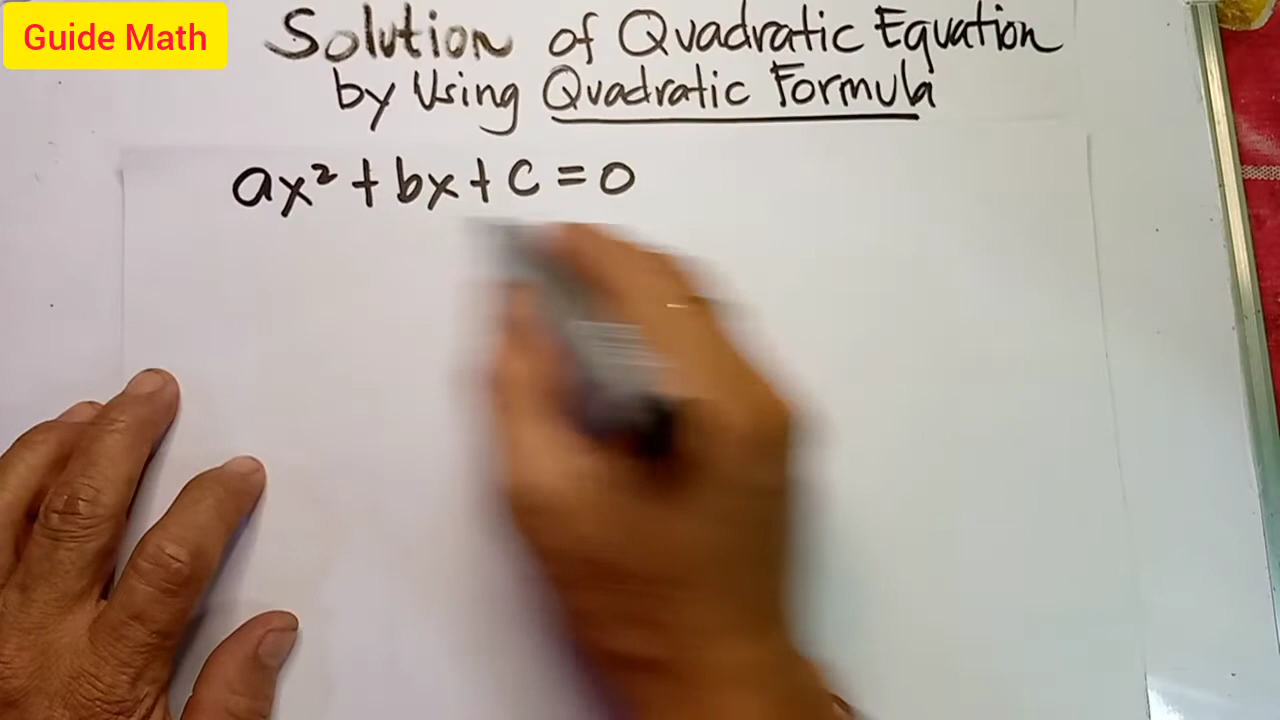 Guide Math
Solution of Quadratic Equation
by Using Quadratic Formula
ax² + bx + c = 0